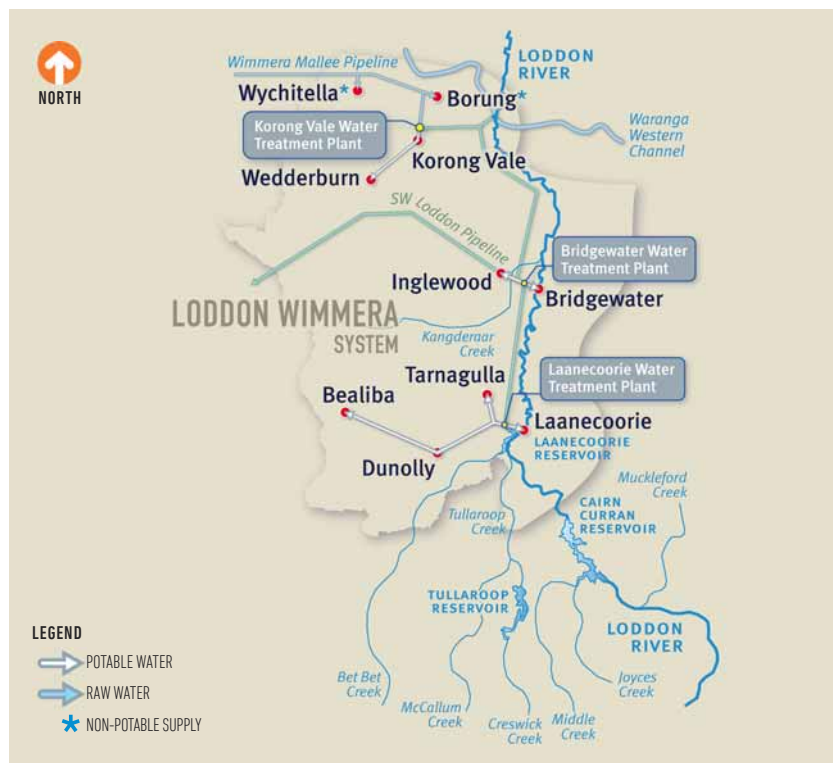 NORTH
Wimmera Mallee Pipeline
LODDON
RIVER
Wychitella*
Borung*
Waranga
Western
Channel
Korong Vale Water
Treatment Plant
Korong Vale
Wedderburn
SW Loddon Pipeline
Bridgewater Water
Treatment Plant
Inglewood
Bridgewater
LODDON WIMMERA
SYSTEM
Kangderaar
Creek
Laanecoorie Water
Treatment Plant
Tarnagulla
Bealiba
Laanecoorie
LAANECOORIE
RESERVOIR
Dunolly
Muckleford
Creek
CAIRN
CURRAN
RESERVOIR
Tullaroop
Creek
TULLAROOP
RESERVOIR
LODDON
RIVER
LEGEND
POTABLE WATER
RAW WATER
* NON-POTABLE SUPPLY
Bet Bet
Creek
McCallum
Creek
Creswick
Creek
Middle
Creek
Joyces
Creek